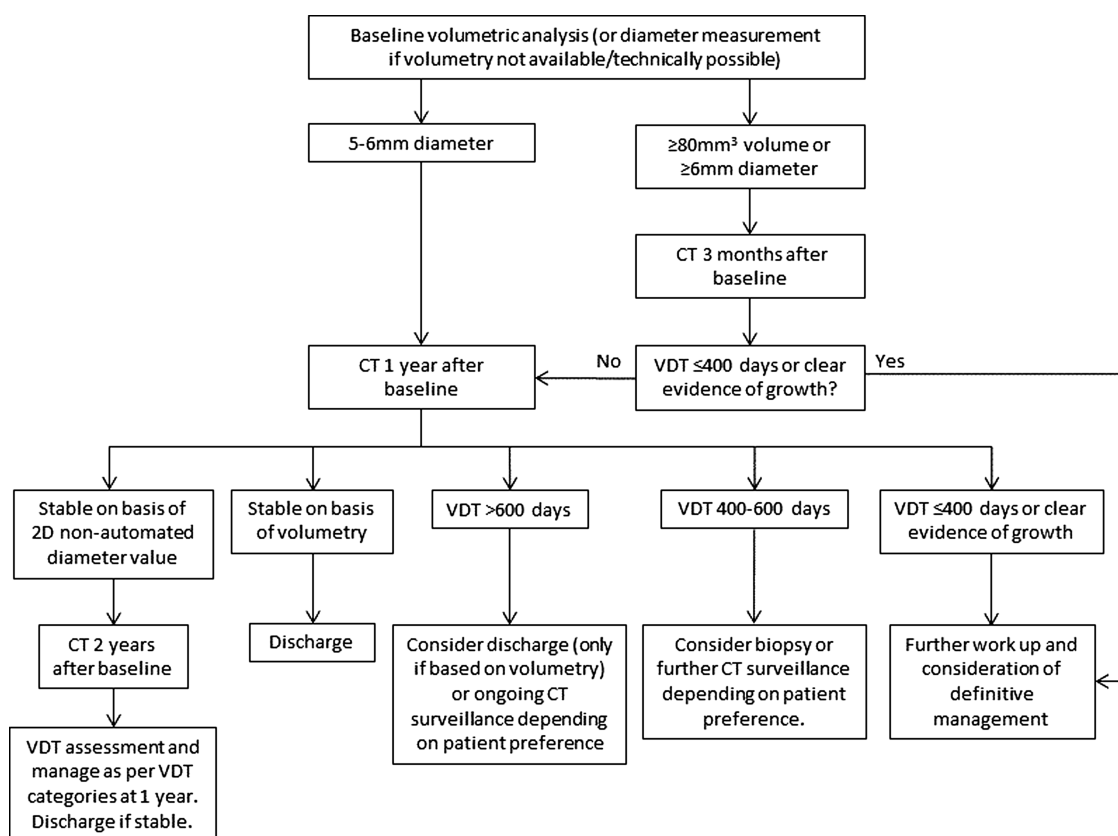 Baseline volumetric analysis (or diameter measurement
if volumetry not available/technically possible)
5-6mm diameter
≥80mm³ volume or
≥6mm diameter
CT 3 months after
baseline
CT 1 year after
baseline
No
VDT ≤400 days or clear
evidence of growth?
Yes
Stable on basis of
2D non-automated
diameter value
Stable on basis
of volumetry
VDT >600 days
VDT 400-600 days
VDT ≤400 days or clear
evidence of growth
CT 2 years
after baseline
Discharge
Consider discharge (only
if based on volumetry)
or ongoing CT
surveillance depending
on patient preference
Consider biopsy or
further CT surveillance
depending on patient
preference.
Further work up and
consideration of
definitive
management
VDT assessment and
manage as per VDT
categories at 1 year.
Discharge if stable.